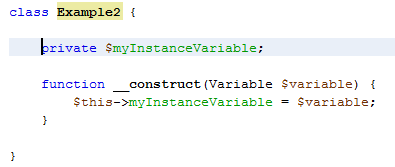 class Example2 {
private $myInstanceVariable;
function __construct(Variable $variable) {
$this->myInstanceVariable = $variable;
}
}